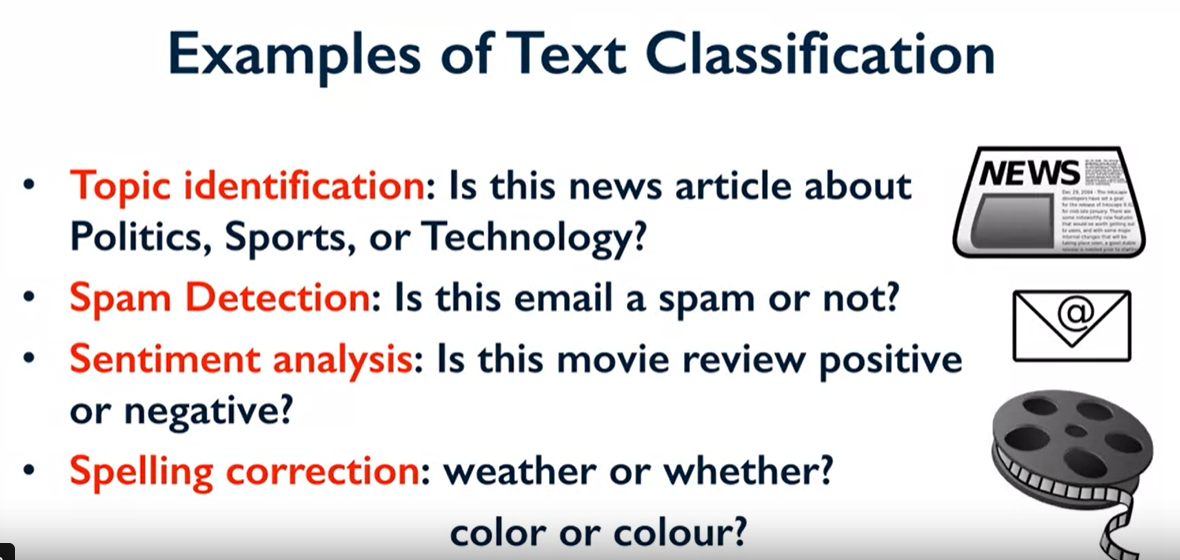 Examples of Text Classification
• Topic identification: Is this news article about
Politics, Sports, or Technology?
NEWS
• Spam Detection: Is this email a spam or not?
@
• Sentiment analysis: Is this movie review positive
or negative?
• Spelling correction: weather or whether?
color or colour?